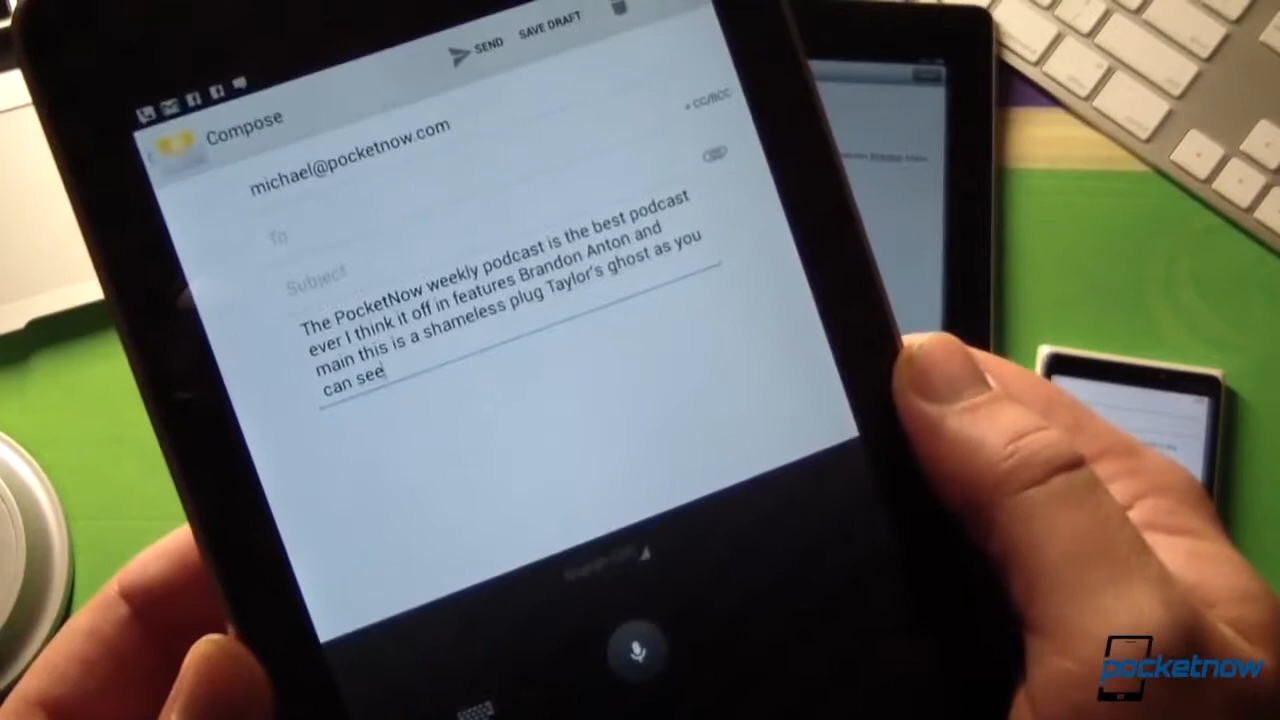 SEND SAVE DRAFT
Compose
+ CC/BCC
michael@pocketnow.com
To
Subject
The PocketNow weekly podcast is the best podcast
ever I think it off in features Brandon Anton and
main this is a shameless plug Taylor's ghost as you
can see
pocketnow